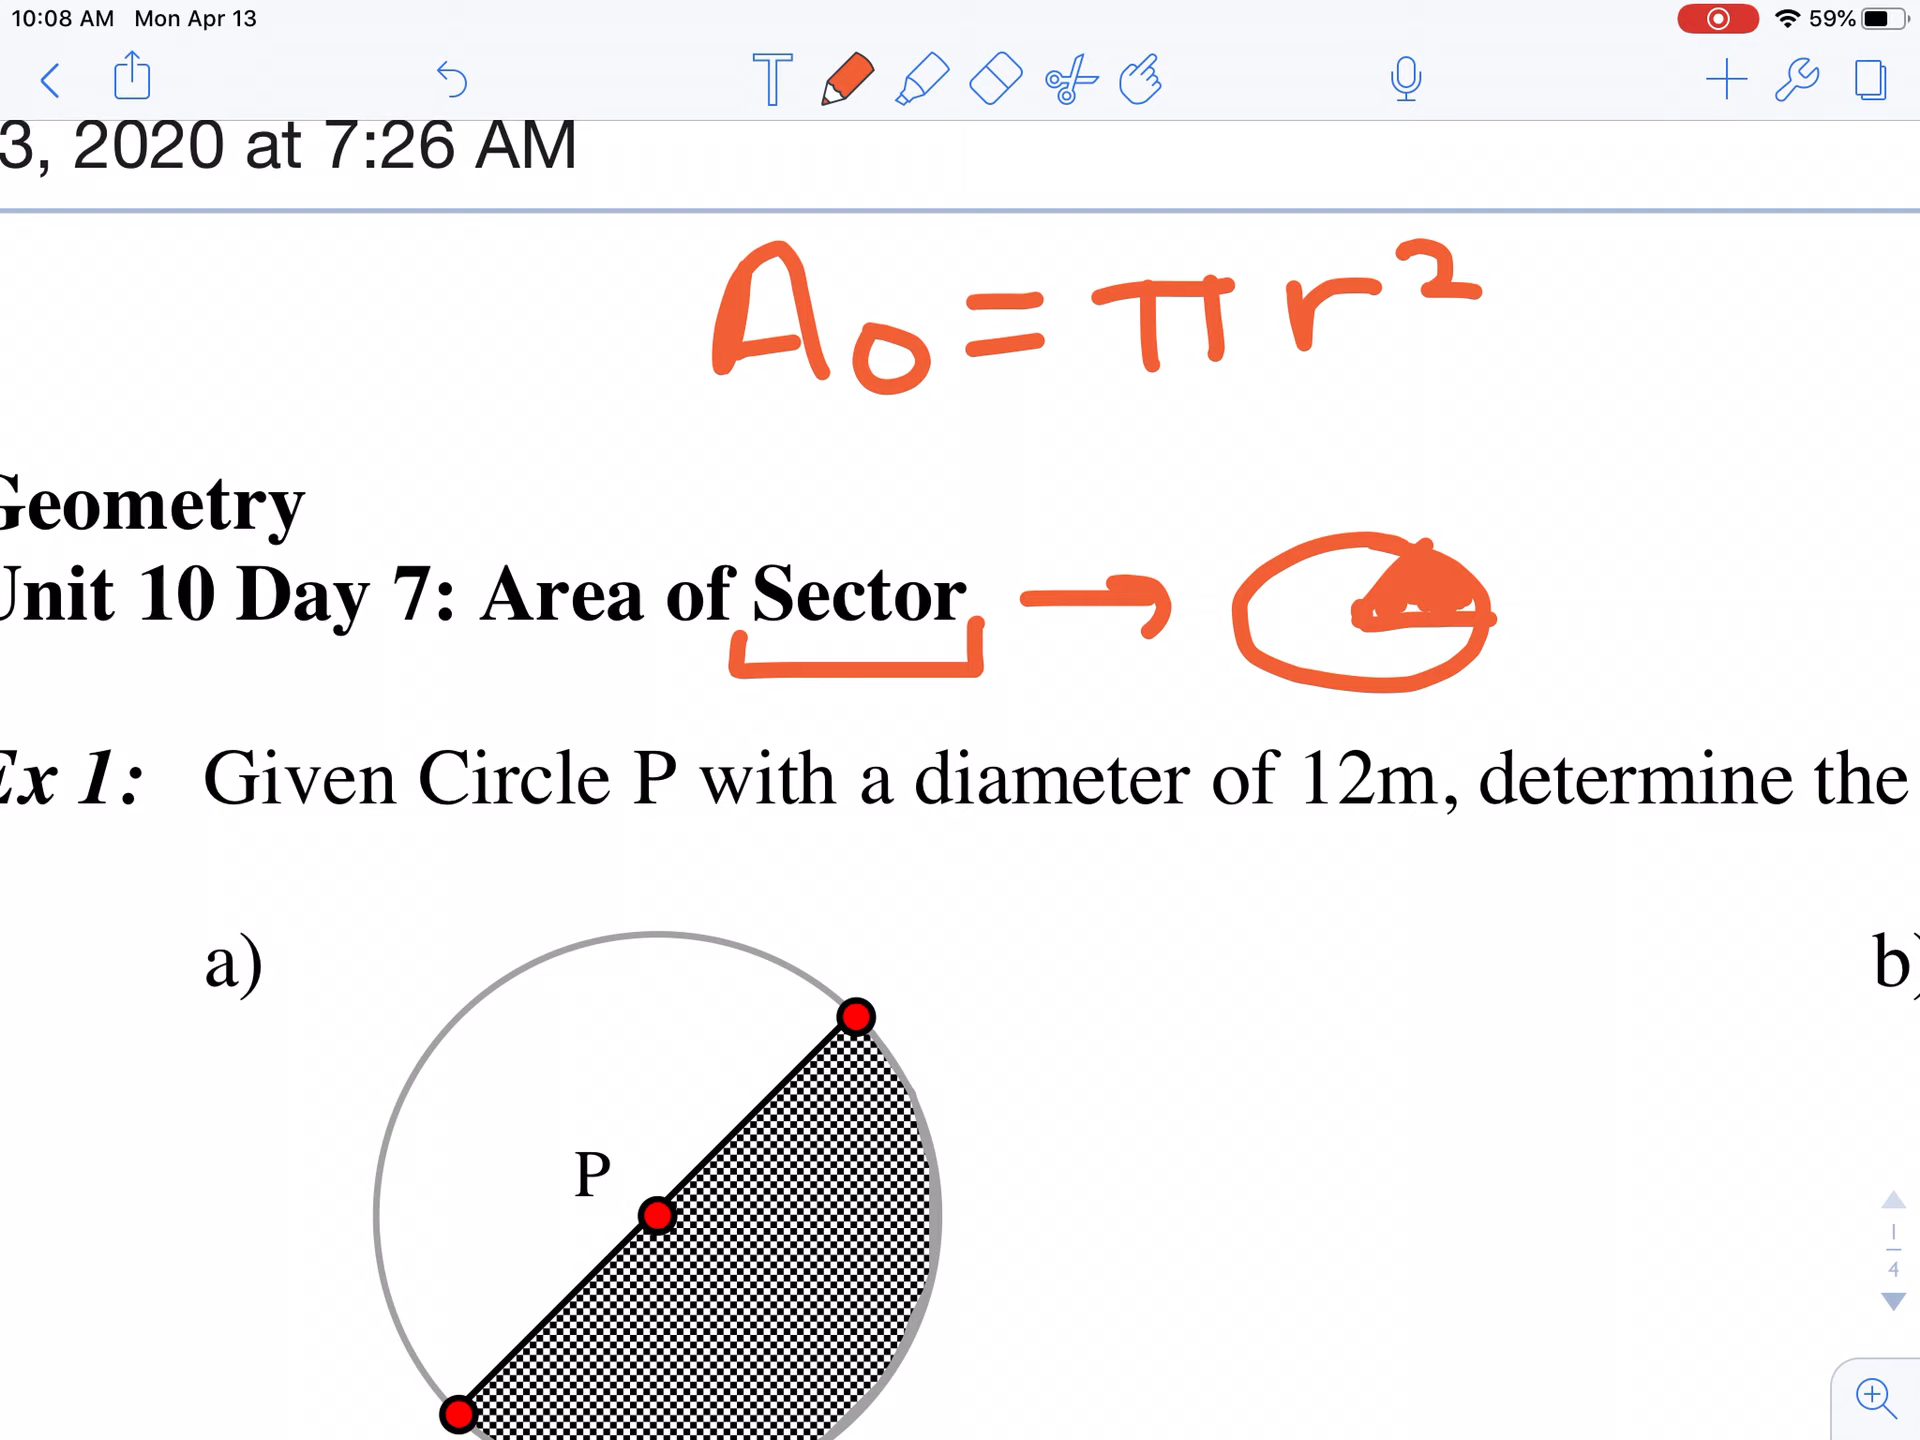 10:08 AM Mon Apr 13
59%
T
3, 2020 at 7:26 AM
A₀ = πr²
Geometry
Unit 10 Day 7: Area of Sector →
Ex 1: Given Circle P with a diameter of 12m, determine the
a)
b)
P
1
4